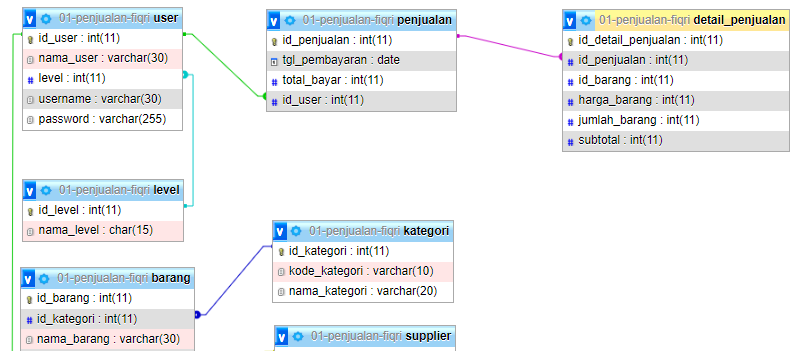 01-penjualan-fiqri user
id_user : int(11)
nama_user : varchar(30)
level : int(11)
username : varchar(30)
password : varchar(255)
01-penjualan-fiqri penjualan
id_penjualan : int(11)
tgl_pembayaran : date
total_bayar : int(11)
id_user : int(11)
01-penjualan-fiqri detail_penjualan
id_detail_penjualan : int(11)
id_penjualan : int(11)
id_barang : int(11)
harga_barang : int(11)
jumlah_barang : int(11)
subtotal : int(11)
01-penjualan-fiqri level
id_level : int(11)
nama_level : char(15)
01-penjualan-fiqri kategori
id_kategori : int(11)
kode_kategori : varchar(10)
nama_kategori : varchar(20)
01-penjualan-fiqri barang
id_barang : int(11)
id_kategori : int(11)
nama_barang : varchar(30)
01-penjualan-fiqri supplier